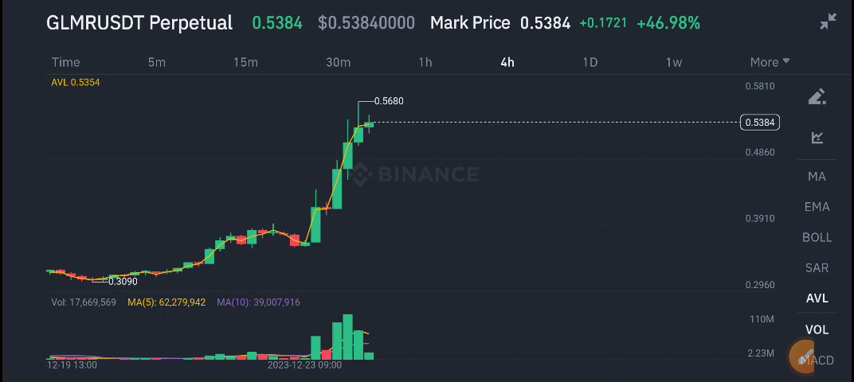 GLMRUSDT Perpetual 0.5384 $0.53840000 Mark Price 0.5384 +0.1721 +46.98%
Time 5m 15m 30m 1h 4h 1D 1w More
AVL 0.5354
0.5810
0.5680
0.5384
0.4860
BINANCE
MA
EMA
0.3910
BOLL
SAR
0.3090
0.2960
AVL
Vol: 17,669,569 MA(5): 62,279,942 MA(10): 39,007,916
110M
VOL
2.23M
MACD
12-19 13:00 2023-12-23 09:00